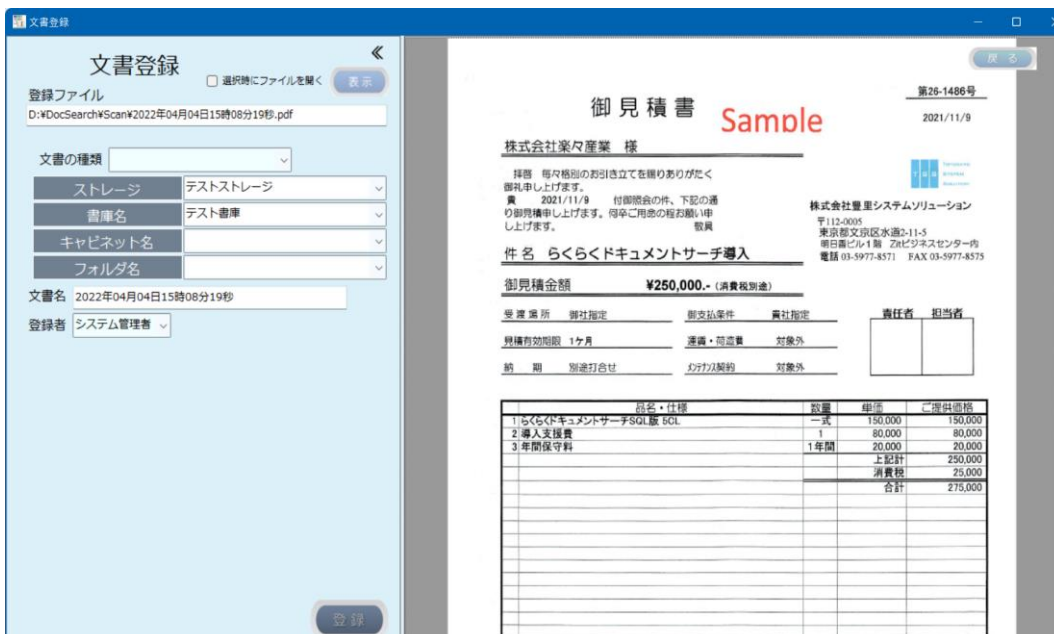 文書登録
文書登録
選択時にファイルを開く
表示
登録ファイル
D:¥DocSearch¥Scan¥2022年04月04日15時08分19秒.pdf
文書の種類
ストレージ テストストレージ
書庫名 テスト書庫
キャビネット名
フォルダ名
文書名 2022年04月04日15時08分19秒
登録者 システム管理者
登録
戻る
第26-1486号
御見積書
Sample
2021/11/9
株式会社楽々産業 様
拝啓 毎々格別のお引き立てを賜りありがたく
御礼申し上げます。
貴 2021/11/9 付御照会の件、下記の通
り御見積申し上げます。何卒ご用命の程お願い申
し上げます。 敬具
株式会社豊里システムソリューション
〒112-0005
東京都文京区水道2-11-5
明日香ビル1階 Zitビジネスセンター内
電話 03-5977-8571 FAX 03-5977-8575
件名 らくらくドキュメントサーチ導入
御見積金額 ¥250,000.- (消費税別途)
受渡場所 御社指定 御支払条件 貴社指定
見積有効期限 1ケ月 運賃・荷造費 対象外
納期 別途打合せ メンテナンス契約 対象外
責任者 担当者
品名・仕様 数量 単価 ご提供価格
1 らくらくドキュメントサーチSQL版 5CL 一式 150,000 150,000
2 導入支援費 1 80,000 80,000
3 年間保守料 1年間 20,000 20,000
上記計 250,000
消費税 25,000
合計 275,000